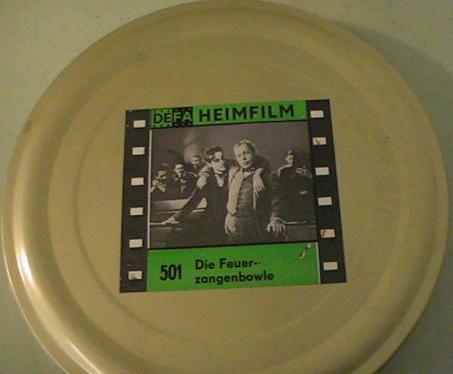 DEFA HEIMFILM
501 Die Feuer-
zangenbowle